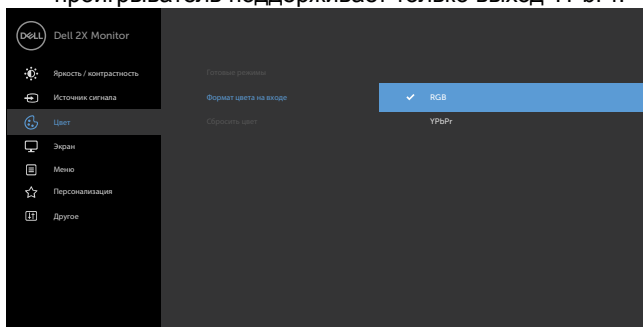 проигрыватель поддерживает только выход YPbPr.
DELL
Dell 2X Monitor
Яркость / контрастность
Готовые режимы
Источник сигнала
Формат цвета на входе
RGB
Цвет
Сбросить цвет
YPbPr
Экран
Меню
Персонализация
Другое